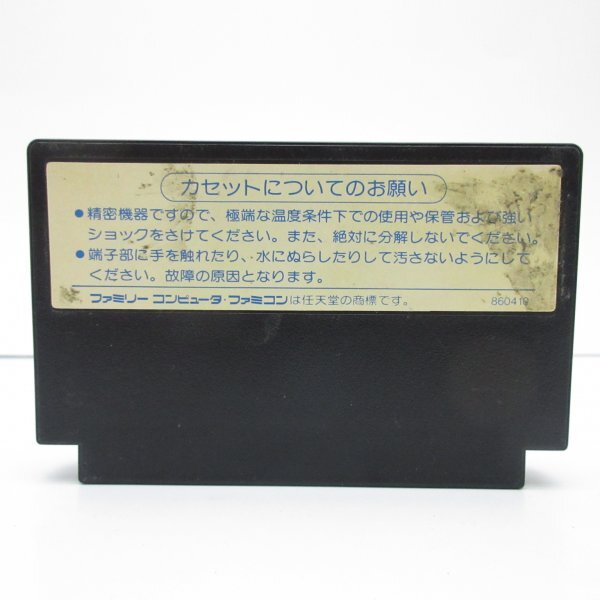 カセットについてのお願い
●精密機器ですので、極端な温度条件下での使用や保管および強い
ショックをさけてください。また、絶対に分解しないでください。
●端子部に手を触れたり、水にぬらしたりして汚さないようにして
ください。故障の原因となります。
ファミリー コンピュータ・ファミコンは任天堂の商標です。